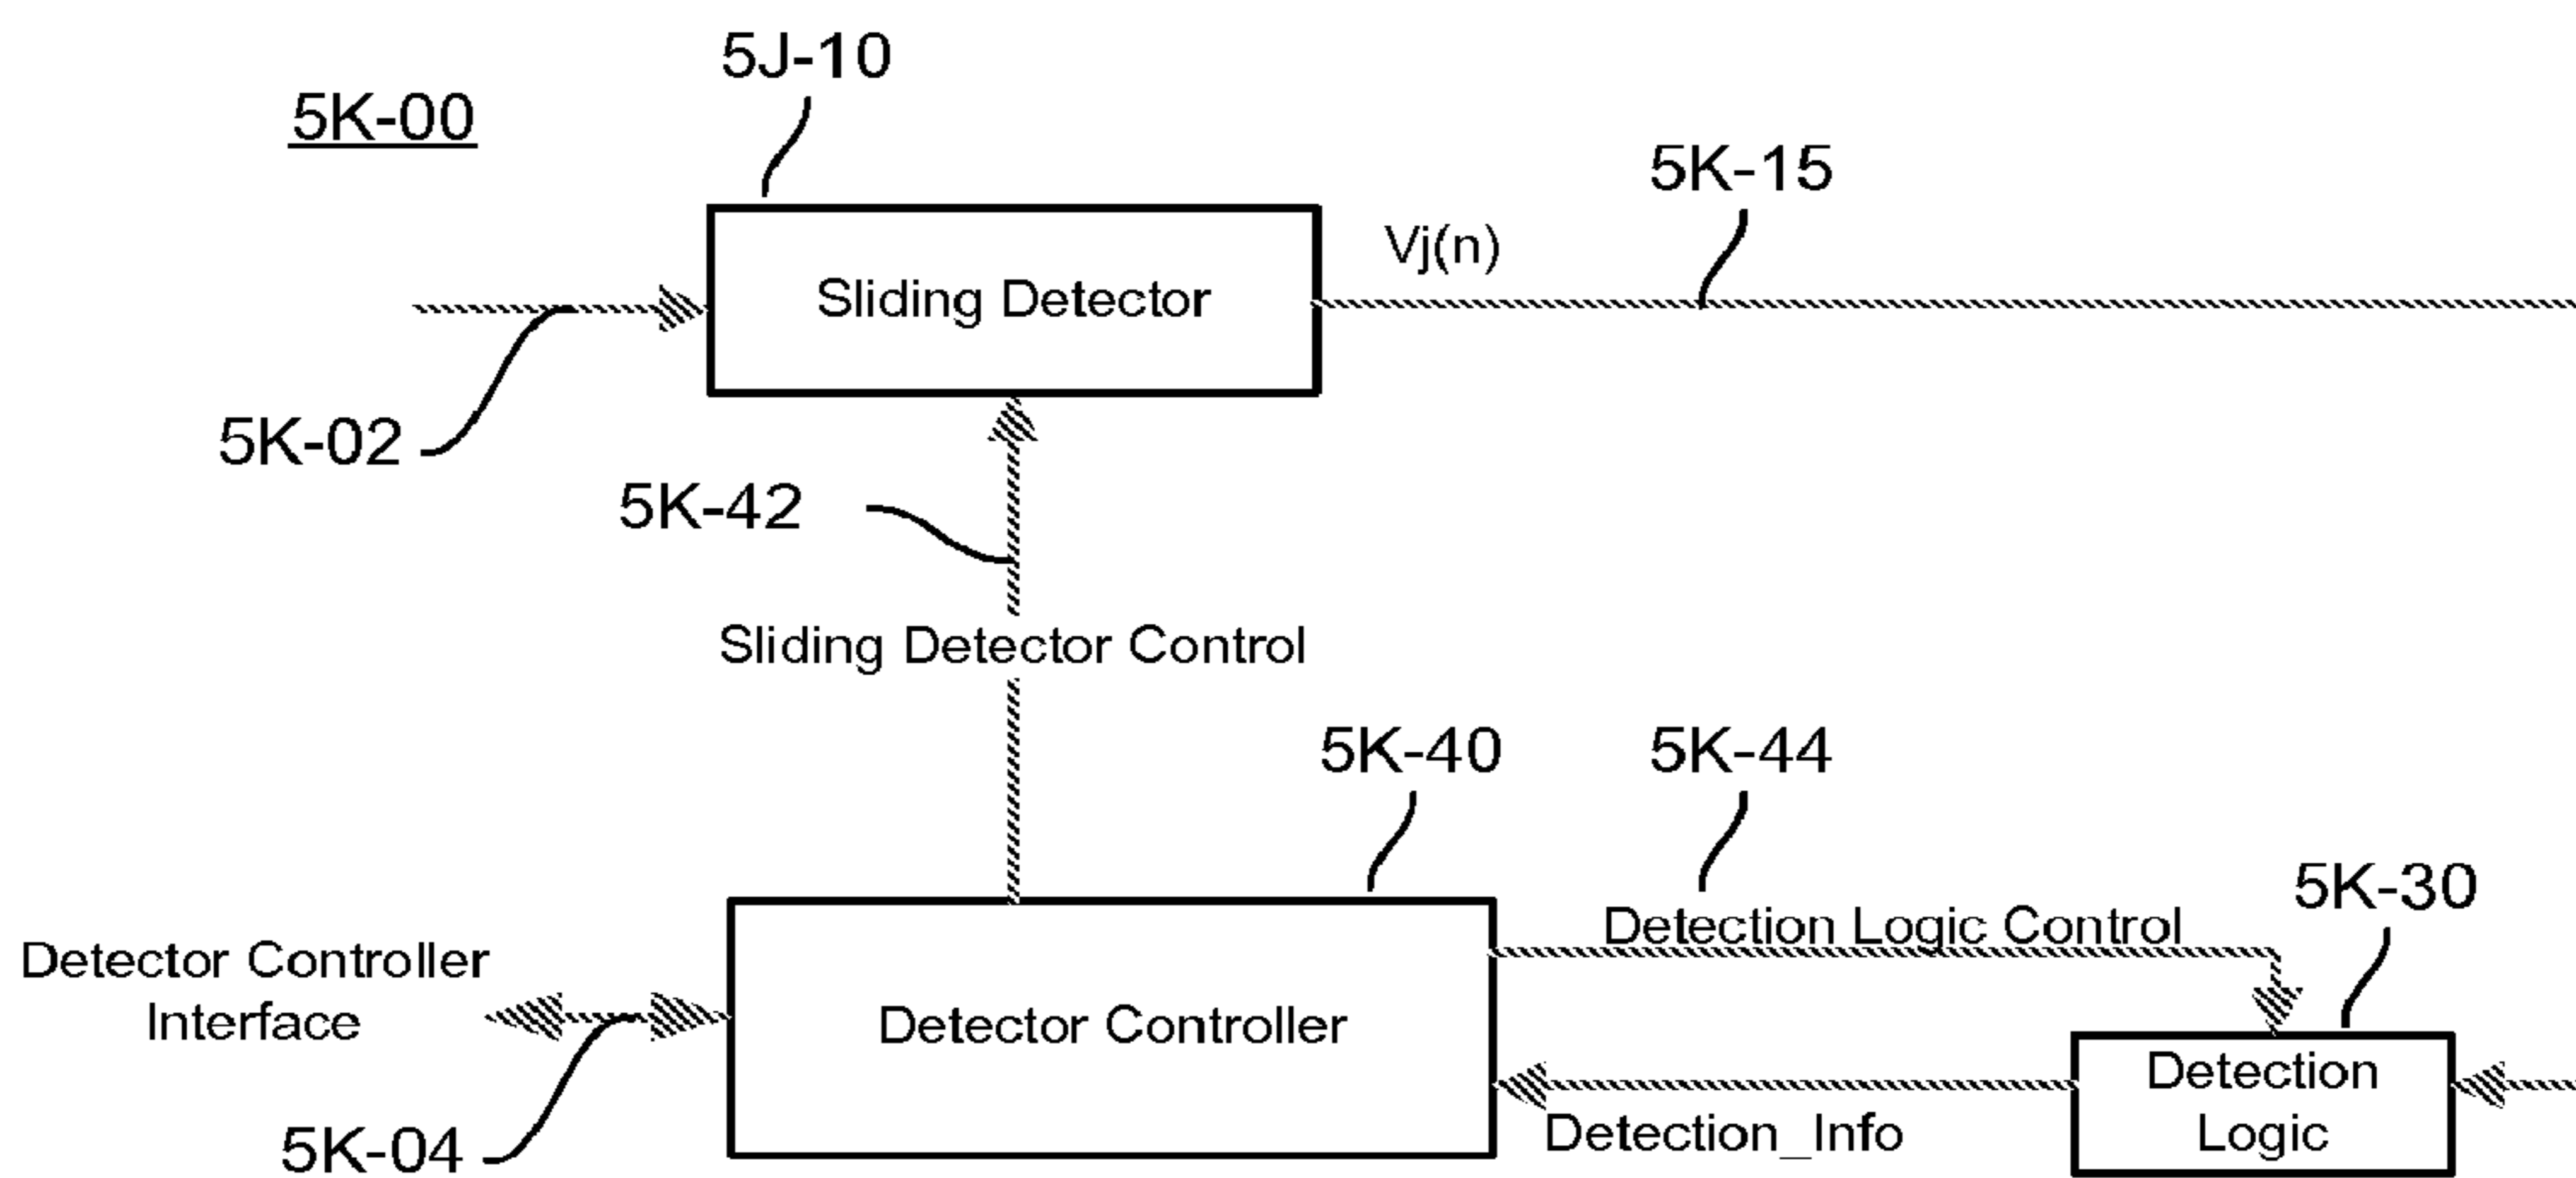 5J-10
5K-00
5K-15
Vj(n)
Sliding Detector
5K-02
5K-42
Sliding Detector Control
5K-40
5K-44
5K-30
Detection Logic Control
Detector Controller
Interface
Detector Controller
Detection
Logic
Detection_Info
5K-04